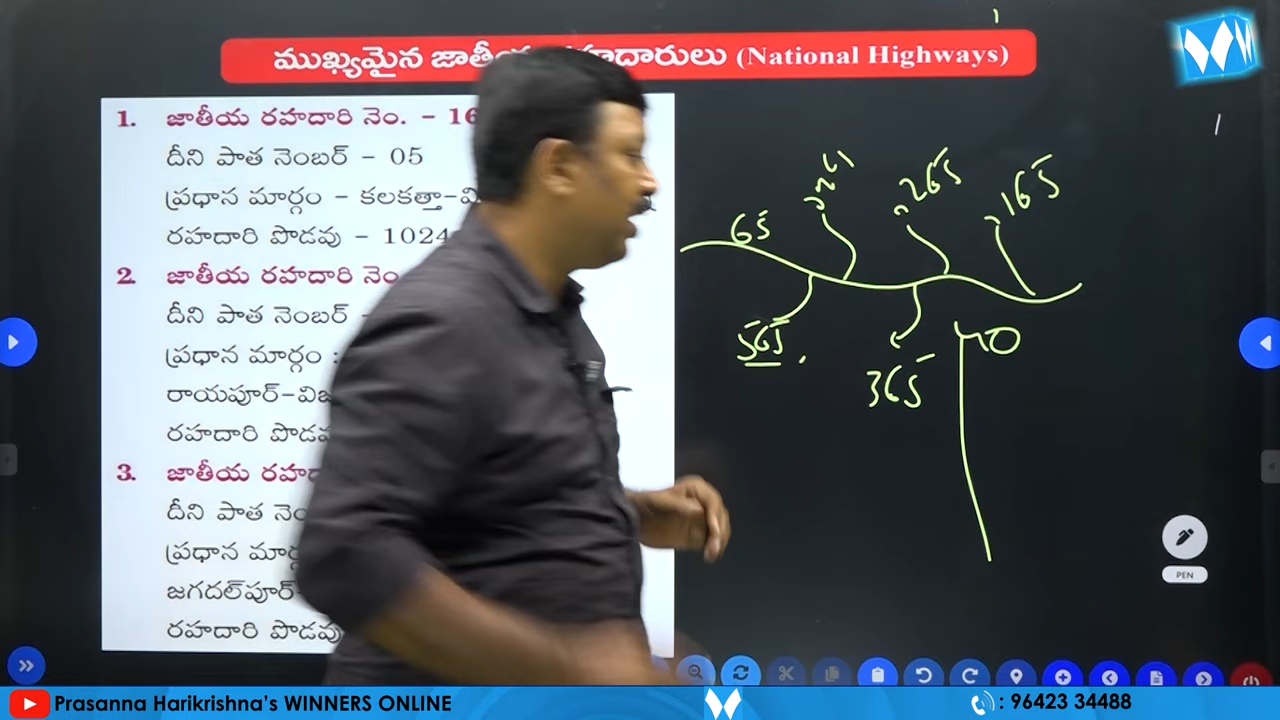 ముఖ్యమైన జాతీయ రహదారులు (National Highways)
1. జాతీయ రహదారి నెం. - 16
దీని పాత నెంబర్ - 05
ప్రధాన మార్గం - కలకత్తా-వి
రహదారి పొడవు - 1024
2. జాతీయ రహదారి నెం
దీని పాత నెంబర్ -
ప్రధాన మార్గం :
రాయపూర్-విజ
రహదారి పొడవు
3. జాతీయ రహదా
దీని పాత నెం
ప్రధాన మార్గ
జగదల్‌పూర్-
రహదారి పొడవు
65
265
165
565
365
40
PEN
Prasanna Harikrishna's WINNERS ONLINE
: 96423 34488